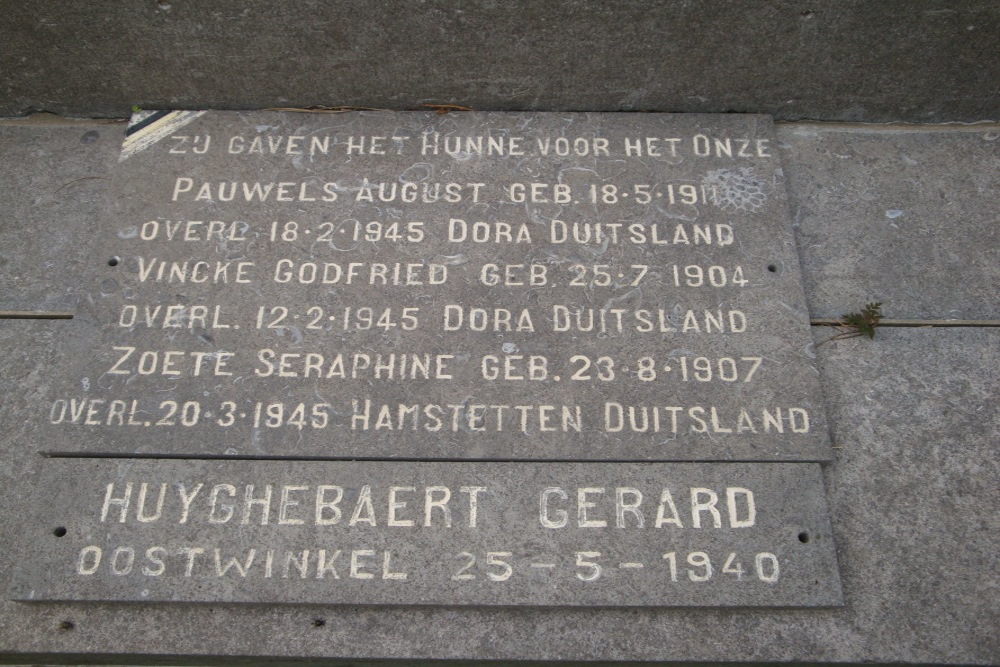 ZIJ GAVEN HET HUNNE VOOR HET ONZE
PAUWELS AUGUST GEB. 18·5·1911
OVERL. 18·2·1945 DORA DUITSLAND
VINCKE GODFRIED GEB. 25·7 1904
OVERL. 12·2·1945 DORA DUITSLAND
ZOETE SERAPHINE GEB. 23·8·1907
OVERL. 20·3·1945 HAMSTETTEN DUITSLAND
HUYGHEBAERT GERARD
OOSTWINKEL 25-5-1940